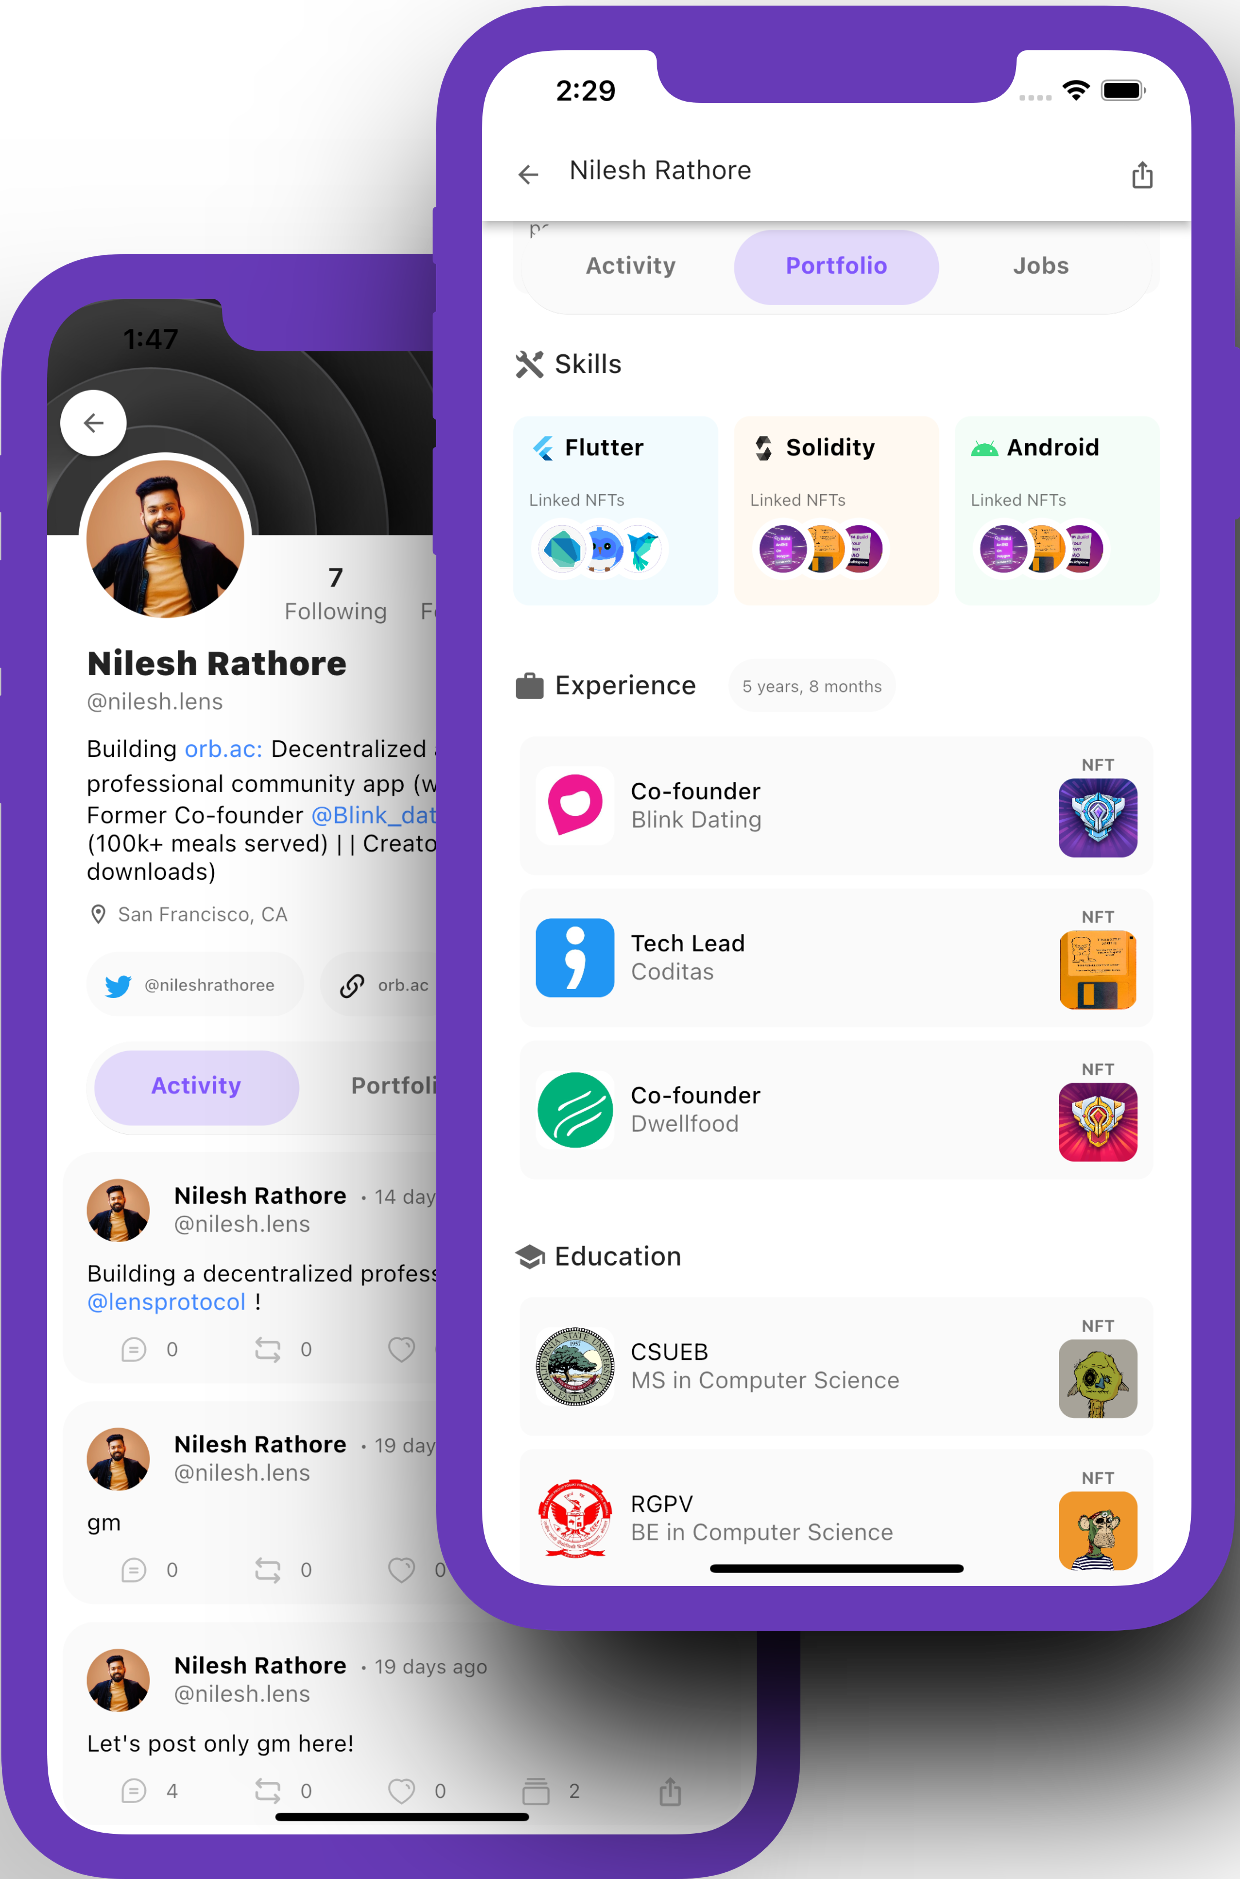 2:29
Nilesh Rathore
Activity Portfolio Jobs
Skills
Flutter Solidity Android
Linked NFTs Linked NFTs Linked NFTs
Experience 5 years, 8 months
NFT
Co-founder
Blink Dating
NFT
Tech Lead
Coditas
NFT
Co-founder
Dwellfood
Education
NFT
CSUEB
MS in Computer Science
NFT
RGPV
BE in Computer Science
1:47
7
Following
Nilesh Rathore
@nilesh.lens
Building orb.ac: Decentralized
professional community app (w
Former Co-founder @Blink_dat
(100k+ meals served) || Creato
downloads)
San Francisco, CA
@nileshrathoree orb.ac
Activity Portfoli
Nilesh Rathore · 14 day
@nilesh.lens
Building a decentralized profess
@lensprotocol !
0 0
Nilesh Rathore · 19 day
@nilesh.lens
gm
0 0 0
Nilesh Rathore · 19 days ago
@nilesh.lens
Let's post only gm here!
4 0 0 2